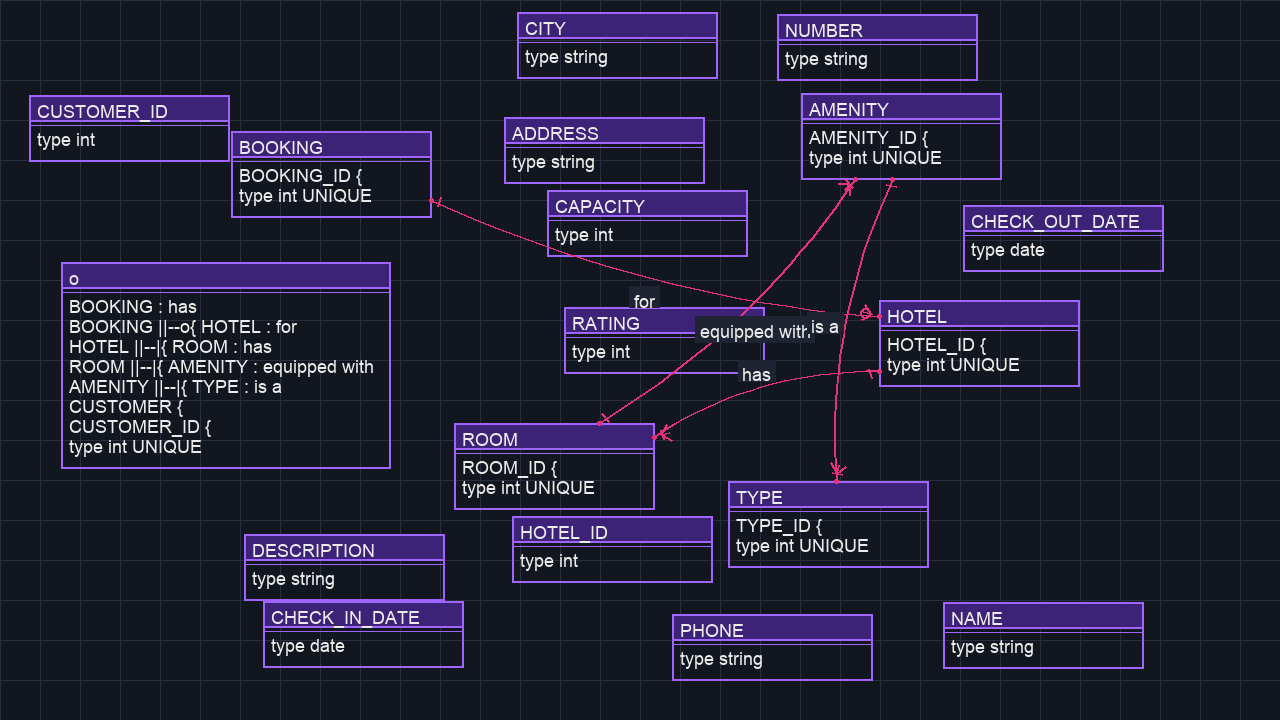 CITY
type string
NUMBER
type string
CUSTOMER_ID
type int
BOOKING
BOOKING_ID {
type int UNIQUE
ADDRESS
type string
AMENITY
AMENITY_ID {
type int UNIQUE
CAPACITY
type int
CHECK_OUT_DATE
type date
o
BOOKING : has
BOOKING ||--o{ HOTEL : for
HOTEL ||--|{ ROOM : has
ROOM ||--|{ AMENITY : equipped with
AMENITY ||--|{ TYPE : is a
CUSTOMER {
CUSTOMER_ID {
type int UNIQUE
for
RATING
type int
equipped with
is a
has
HOTEL
HOTEL_ID {
type int UNIQUE
ROOM
ROOM_ID {
type int UNIQUE
TYPE
TYPE_ID {
type int UNIQUE
HOTEL_ID
type int
DESCRIPTION
type string
CHECK_IN_DATE
type date
PHONE
type string
NAME
type string